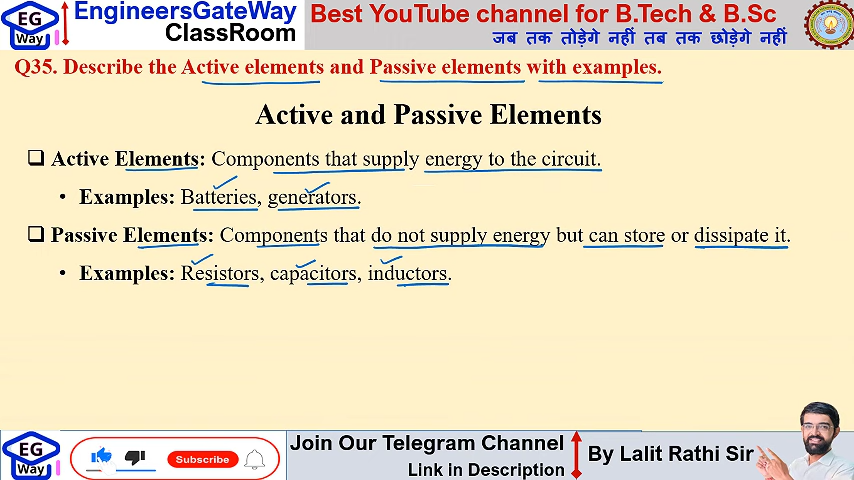 EG
Way
EngineersGateWay
ClassRoom
Best YouTube channel for B.Tech & B.Sc
जब तक तोड़ेगे नहीं तब तक छोड़ेगे नहीं
Q35. Describe the Active elements and Passive elements with examples.
Active and Passive Elements
❑ Active Elements: Components that supply energy to the circuit.
• Examples: Batteries, generators.
❑ Passive Elements: Components that do not supply energy but can store or dissipate it.
• Examples: Resistors, capacitors, inductors.
EG
Way
Subscribe
Join Our Telegram Channel
Link in Description
By Lalit Rathi Sir